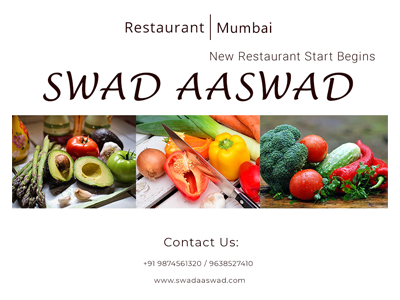 Restaurant | Mumbai
New Restaurant Start Begins
SWAD AASWAD
Contact Us:
+91 9874561320 / 9638527410
www.swadaaswad.com